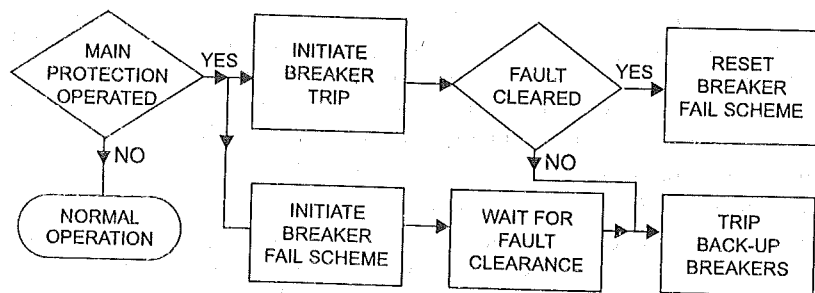 MAIN
PROTECTION
OPERATED
YES
INITIATE
BREAKER
TRIP
FAULT
CLEARED
YES
RESET
BREAKER
FAIL SCHEME
NO
NO
NORMAL
OPERATION
INITIATE
BREAKER
FAIL SCHEME
WAIT FOR
FAULT
CLEARANCE
TRIP
BACK-UP
BREAKERS